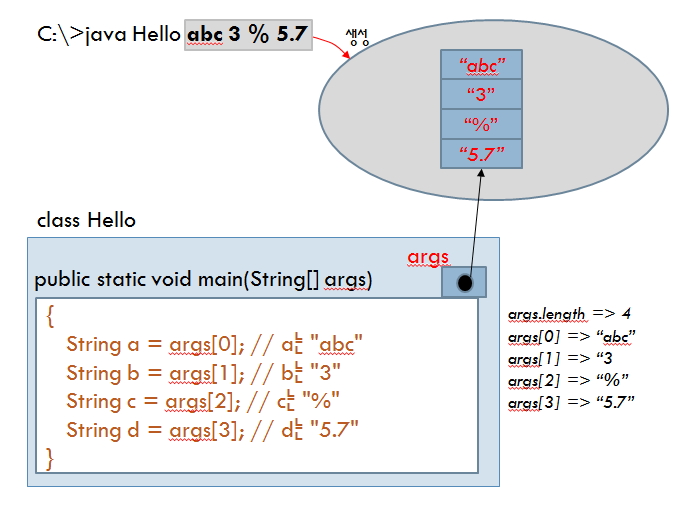 C:\>java Hello abc 3 % 5.7
생성
“abc”
“3”
“%”
“5.7”
class Hello
args
public static void main(String[] args)
{
String a = args[0]; // a는 "abc"
String b = args[1]; // b는 "3"
String c = args[2]; // c는 "%"
String d = args[3]; // d는 "5.7"
}
args.length => 4
args[0] => “abc”
args[1] => “3
args[2] => “%”
args[3] => “5.7”